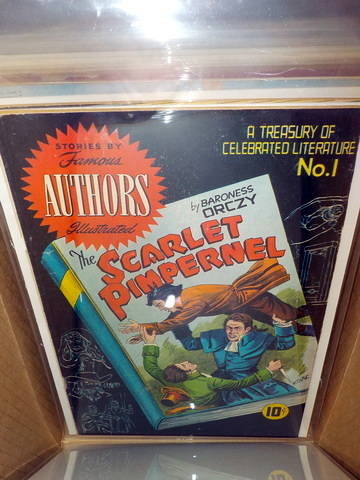 STORIES BY
Famous
AUTHORS
Illustrated
A TREASURY OF
CELEBRATED LITERATURE
No.1
by BARONESS
ORCZY
The SCARLET
PIMPERNEL
10¢